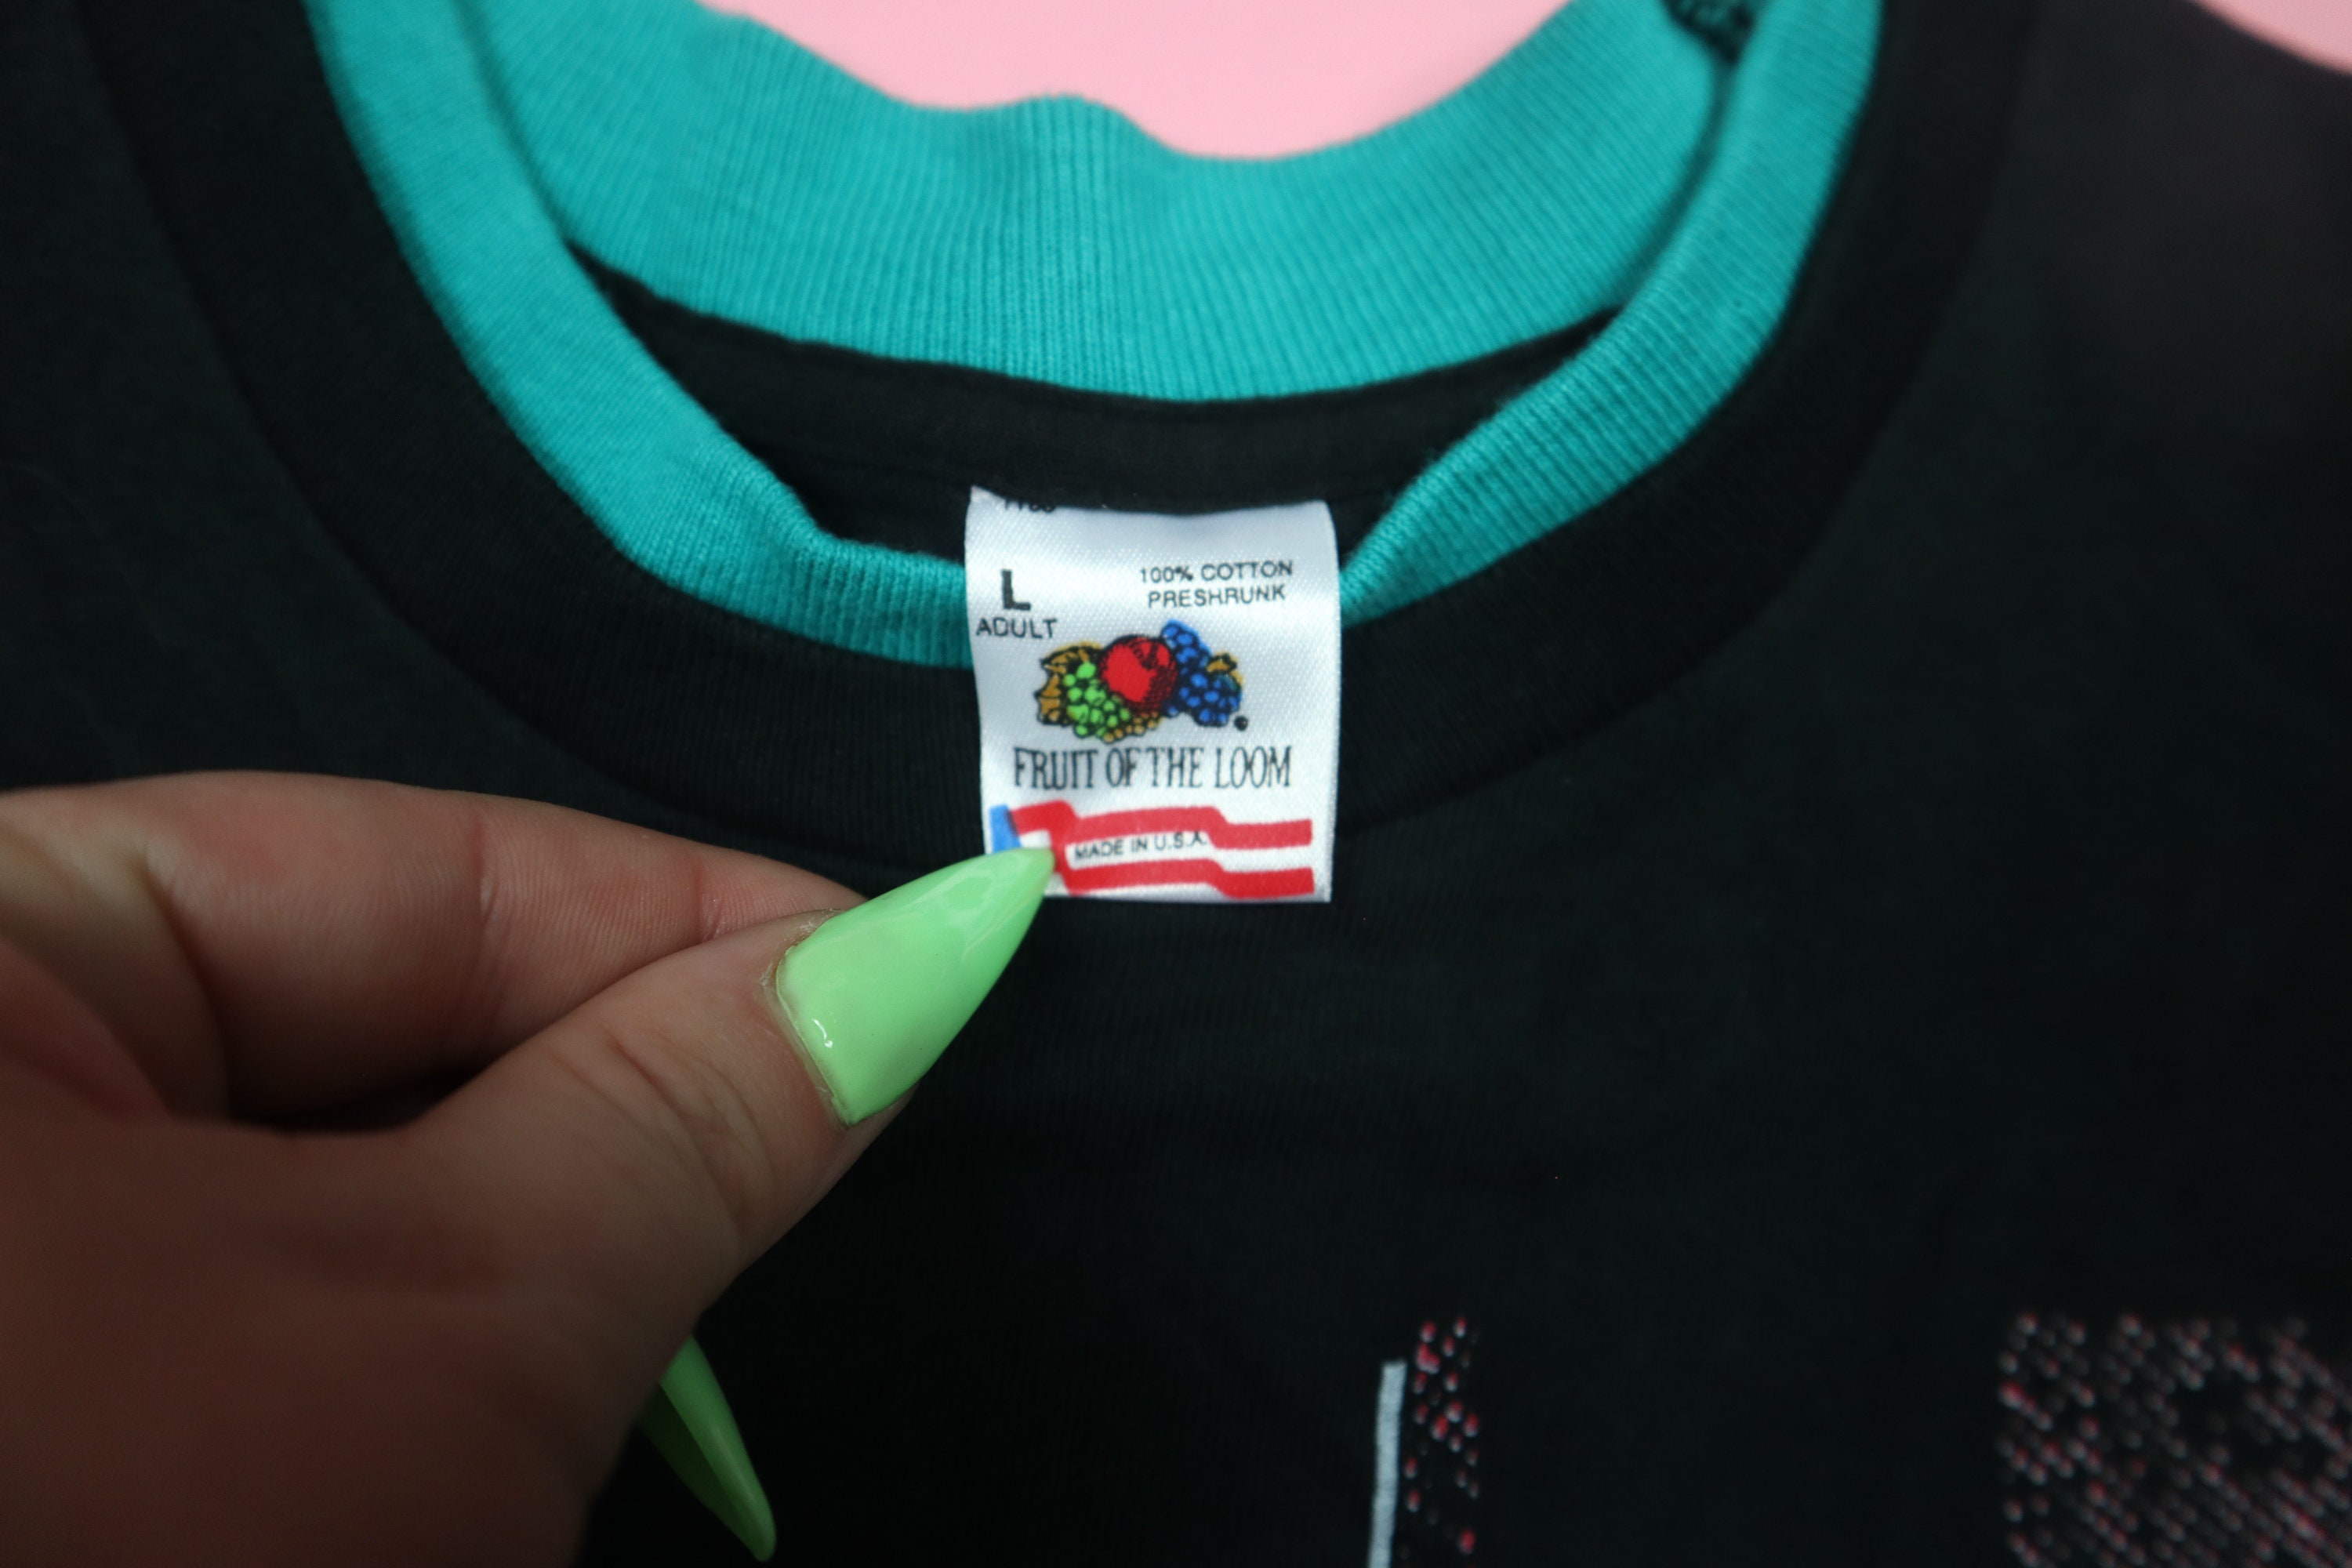 L
100% COTTON
PRESHRUNK
ADULT
FRUIT OF THE LOOM
MADE IN U.S.A.